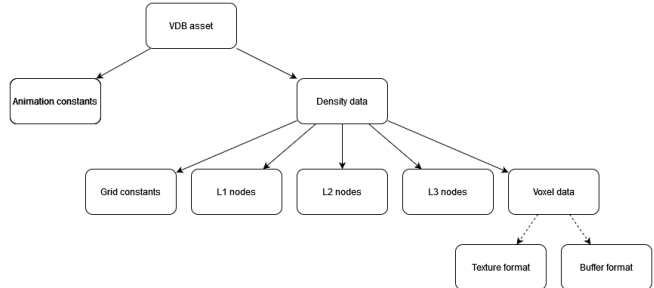 VDB asset
Animation constants
Density data
Grid constants
L1 nodes
L2 nodes
L3 nodes
Voxel data
Texture format
Buffer format